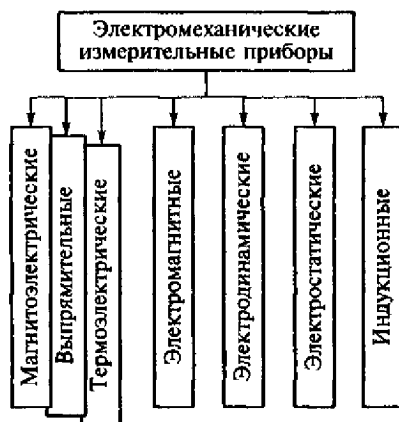 Электромеханические
измерительные приборы
Магнитоэлектрические
Выпрямительные
Термоэлектрические
Электромагнитные
Электродинамические
Электростатические
Индукционные